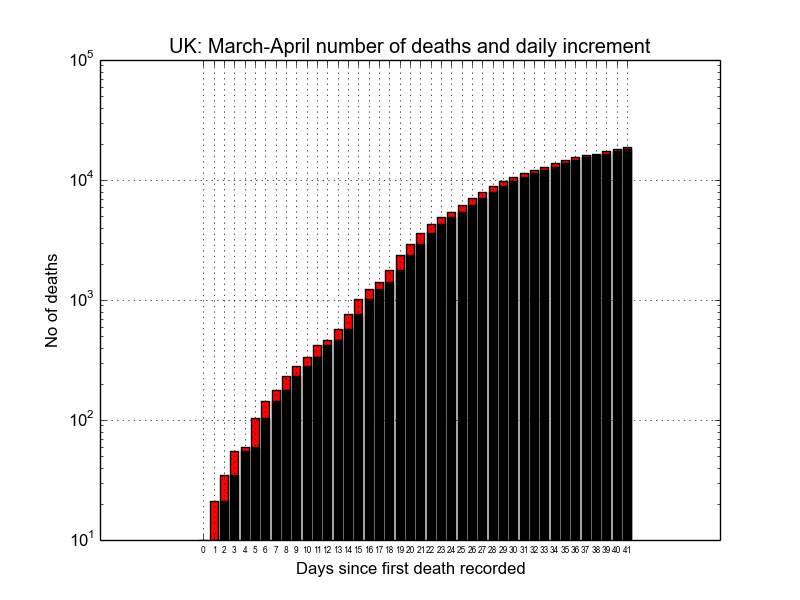 UK: March-April number of deaths and daily increment
10^5
10^4
10^3
10^2
10^1
No of deaths
0 1 2 3 4 5 6 7 8 9 10 11 12 13 14 15 16 17 18 19 20 21 22 23 24 25 26 27 28 29 30 31 32 33 34 35 36 37 38 39 40 41
Days since first death recorded